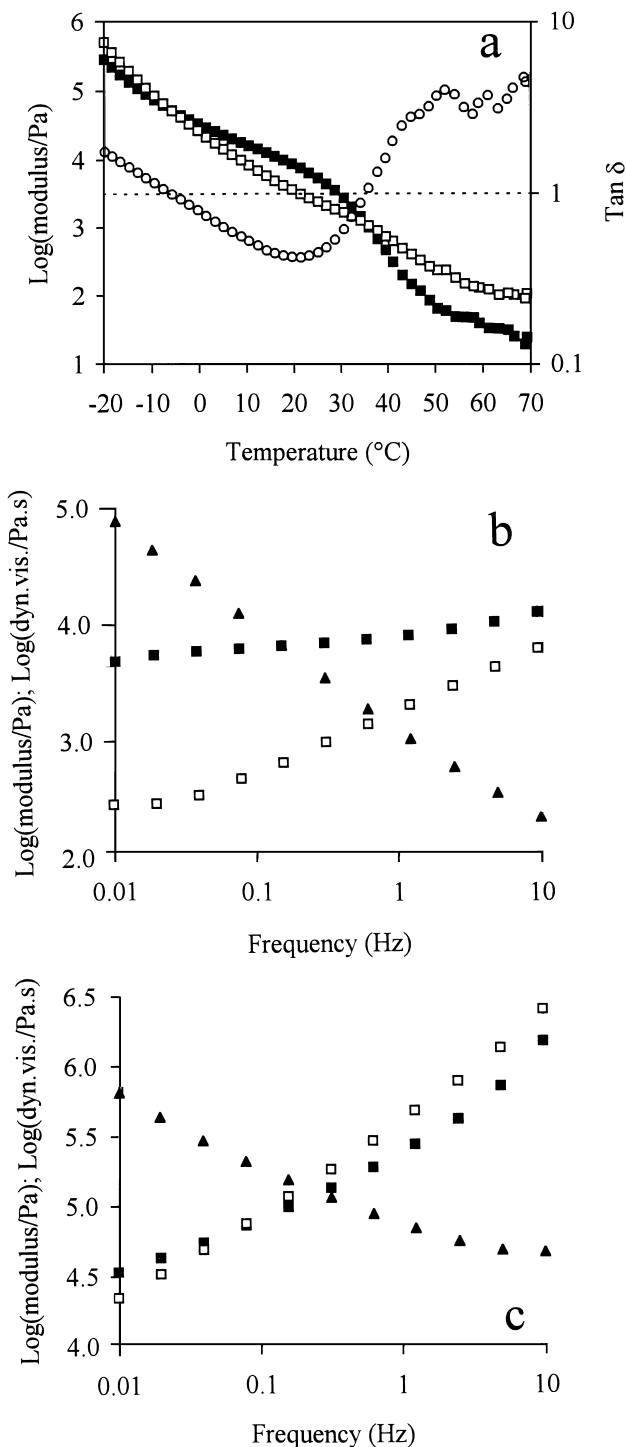 a
6
5
4
3
2
1
Log(modulus/Pa)
10
1
0.1
Tan δ
-20 -10 0 10 20 30 40 50 60 70
Temperature (°C)
b
5.0
4.0
3.0
2.0
Log(modulus/Pa); Log(dyn.vis./Pa.s)
0.01 0.1 1 10
Frequency (Hz)
6.5
6.0
5.5
5.0
4.5
4.0
Log(modulus/Pa); Log(dyn.vis./Pa.s)
c
0.01 0.1 1 10
Frequency (Hz)